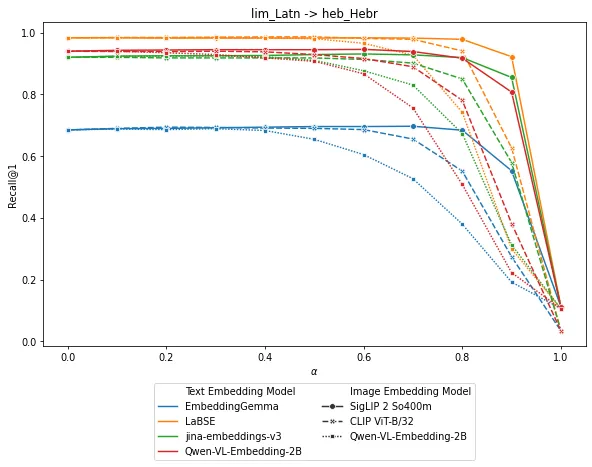 lim_Latn -> heb_Hebr
Recall@1
1.0
0.8
0.6
0.4
0.2
0.0
0.0 0.2 0.4 0.6 0.8 1.0
α
Text Embedding Model
EmbeddingGemma
LaBSE
jina-embeddings-v3
Qwen-VL-Embedding-2B
Image Embedding Model
SigLIP 2 So400m
CLIP ViT-B/32
Qwen-VL-Embedding-2B